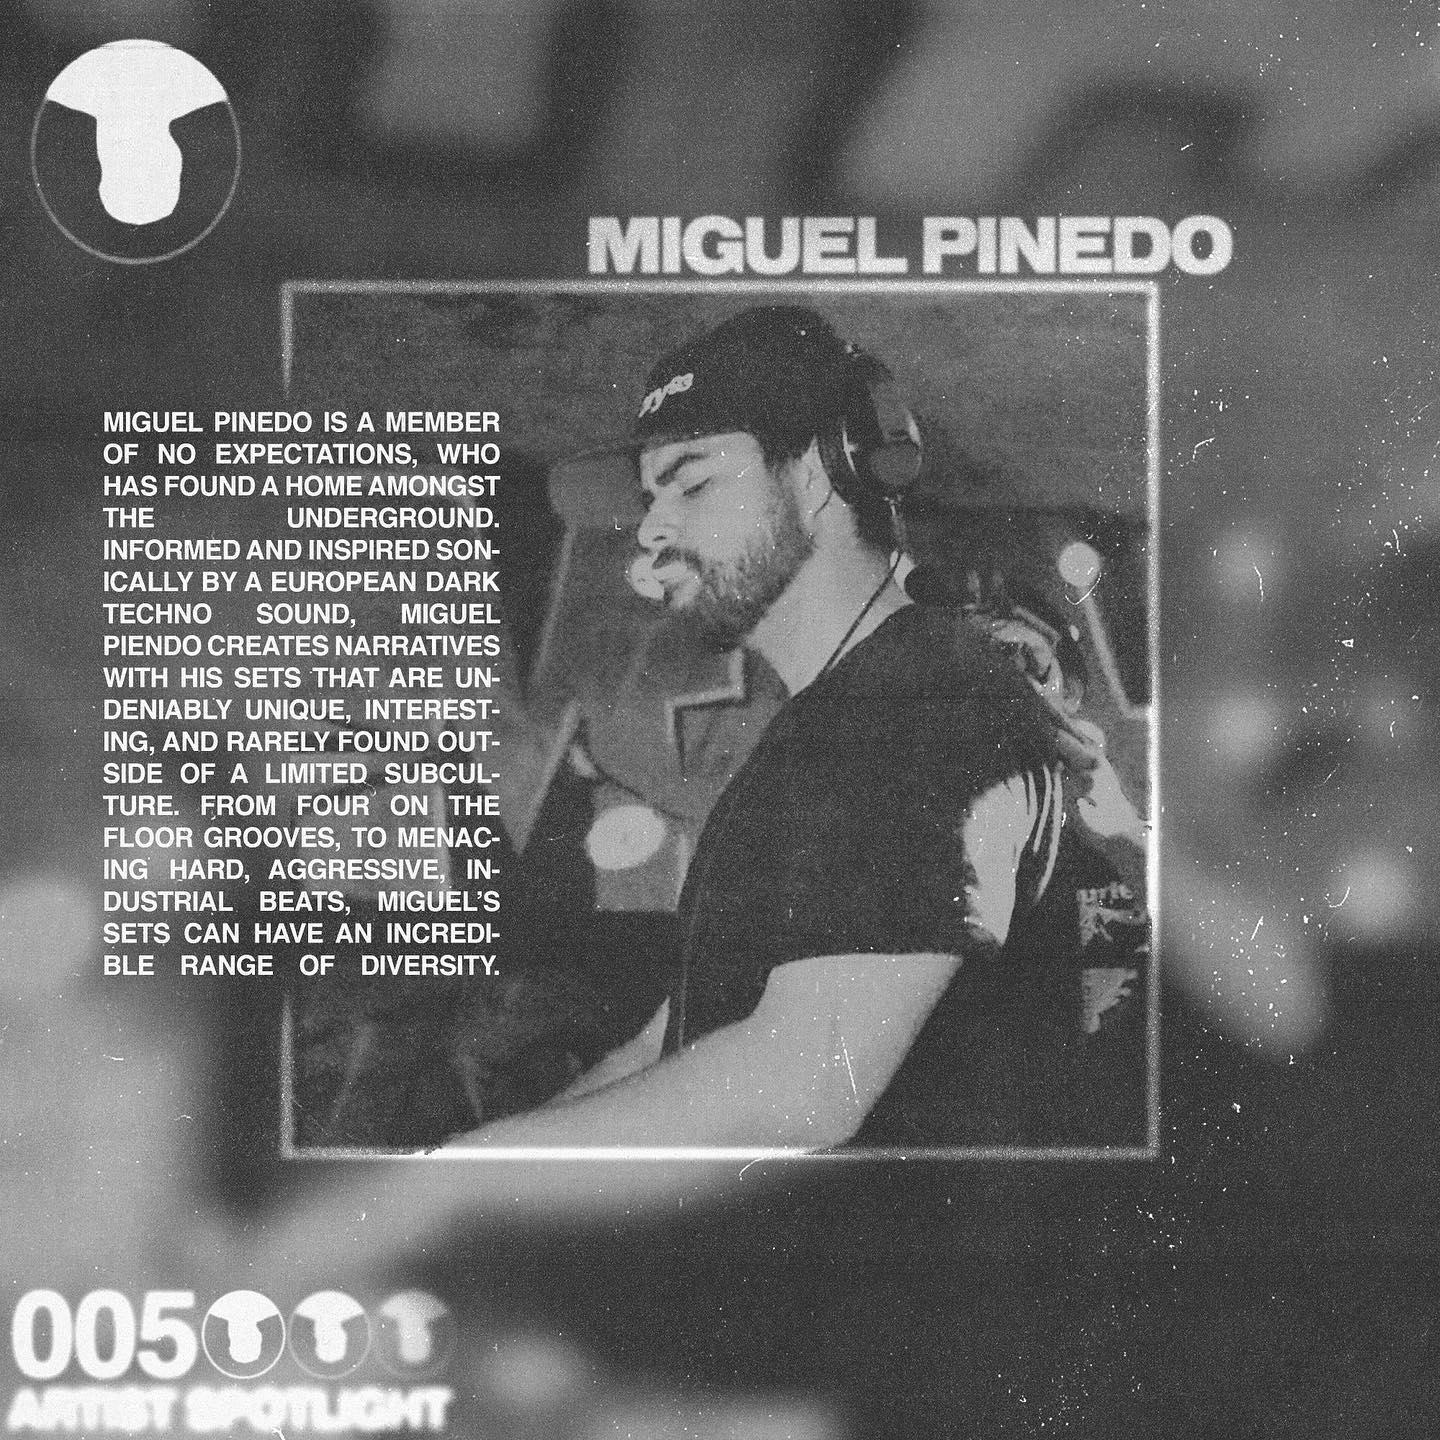 MIGUEL PINEDO
MIGUEL PINEDO IS A MEMBER
OF NO EXPECTATIONS, WHO
HAS FOUND A HOME AMONGST
THE UNDERGROUND.
INFORMED AND INSPIRED SON-
ICALLY BY A EUROPEAN DARK
TECHNO SOUND, MIGUEL
PIENDO CREATES NARRATIVES
WITH HIS SETS THAT ARE UN-
DENIABLY UNIQUE, INTEREST-
ING, AND RARELY FOUND OUT-
SIDE OF A LIMITED SUBCUL-
TURE. FROM FOUR ON THE
FLOOR GROOVES, TO MENAC-
ING HARD, AGGRESSIVE, IN-
DUSTRIAL BEATS, MIGUEL'S
SETS CAN HAVE AN INCREDI-
BLE RANGE OF DIVERSITY.
005
ARTIST SPOTLIGHT